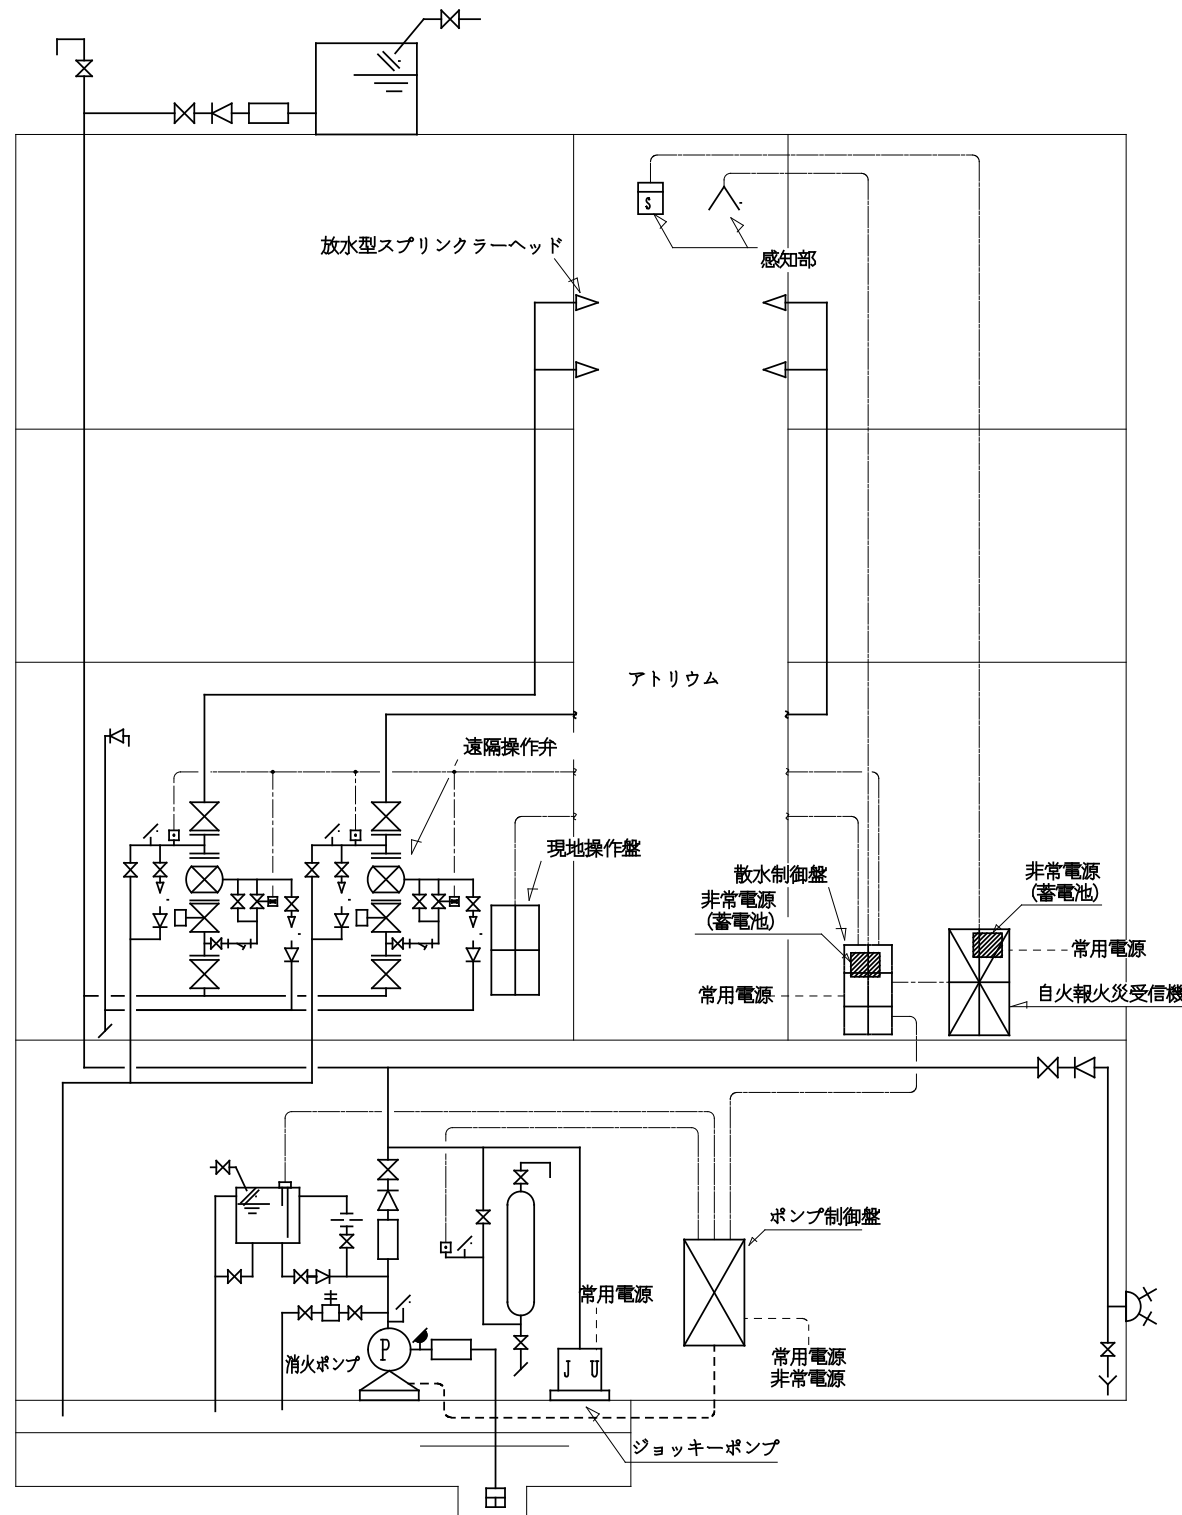 放水型スプリンクラーヘッド
S
感知部
アトリウム
遠隔操作弁
現地操作盤
散水制御盤
非常電源
(蓄電池)
非常電源
(蓄電池)
常用電源
常用電源
自火報火災受信機
ポンプ制御盤
常用電源
消火ポンプ
P
J U
常用電源
非常電源
ジョッキーポンプ